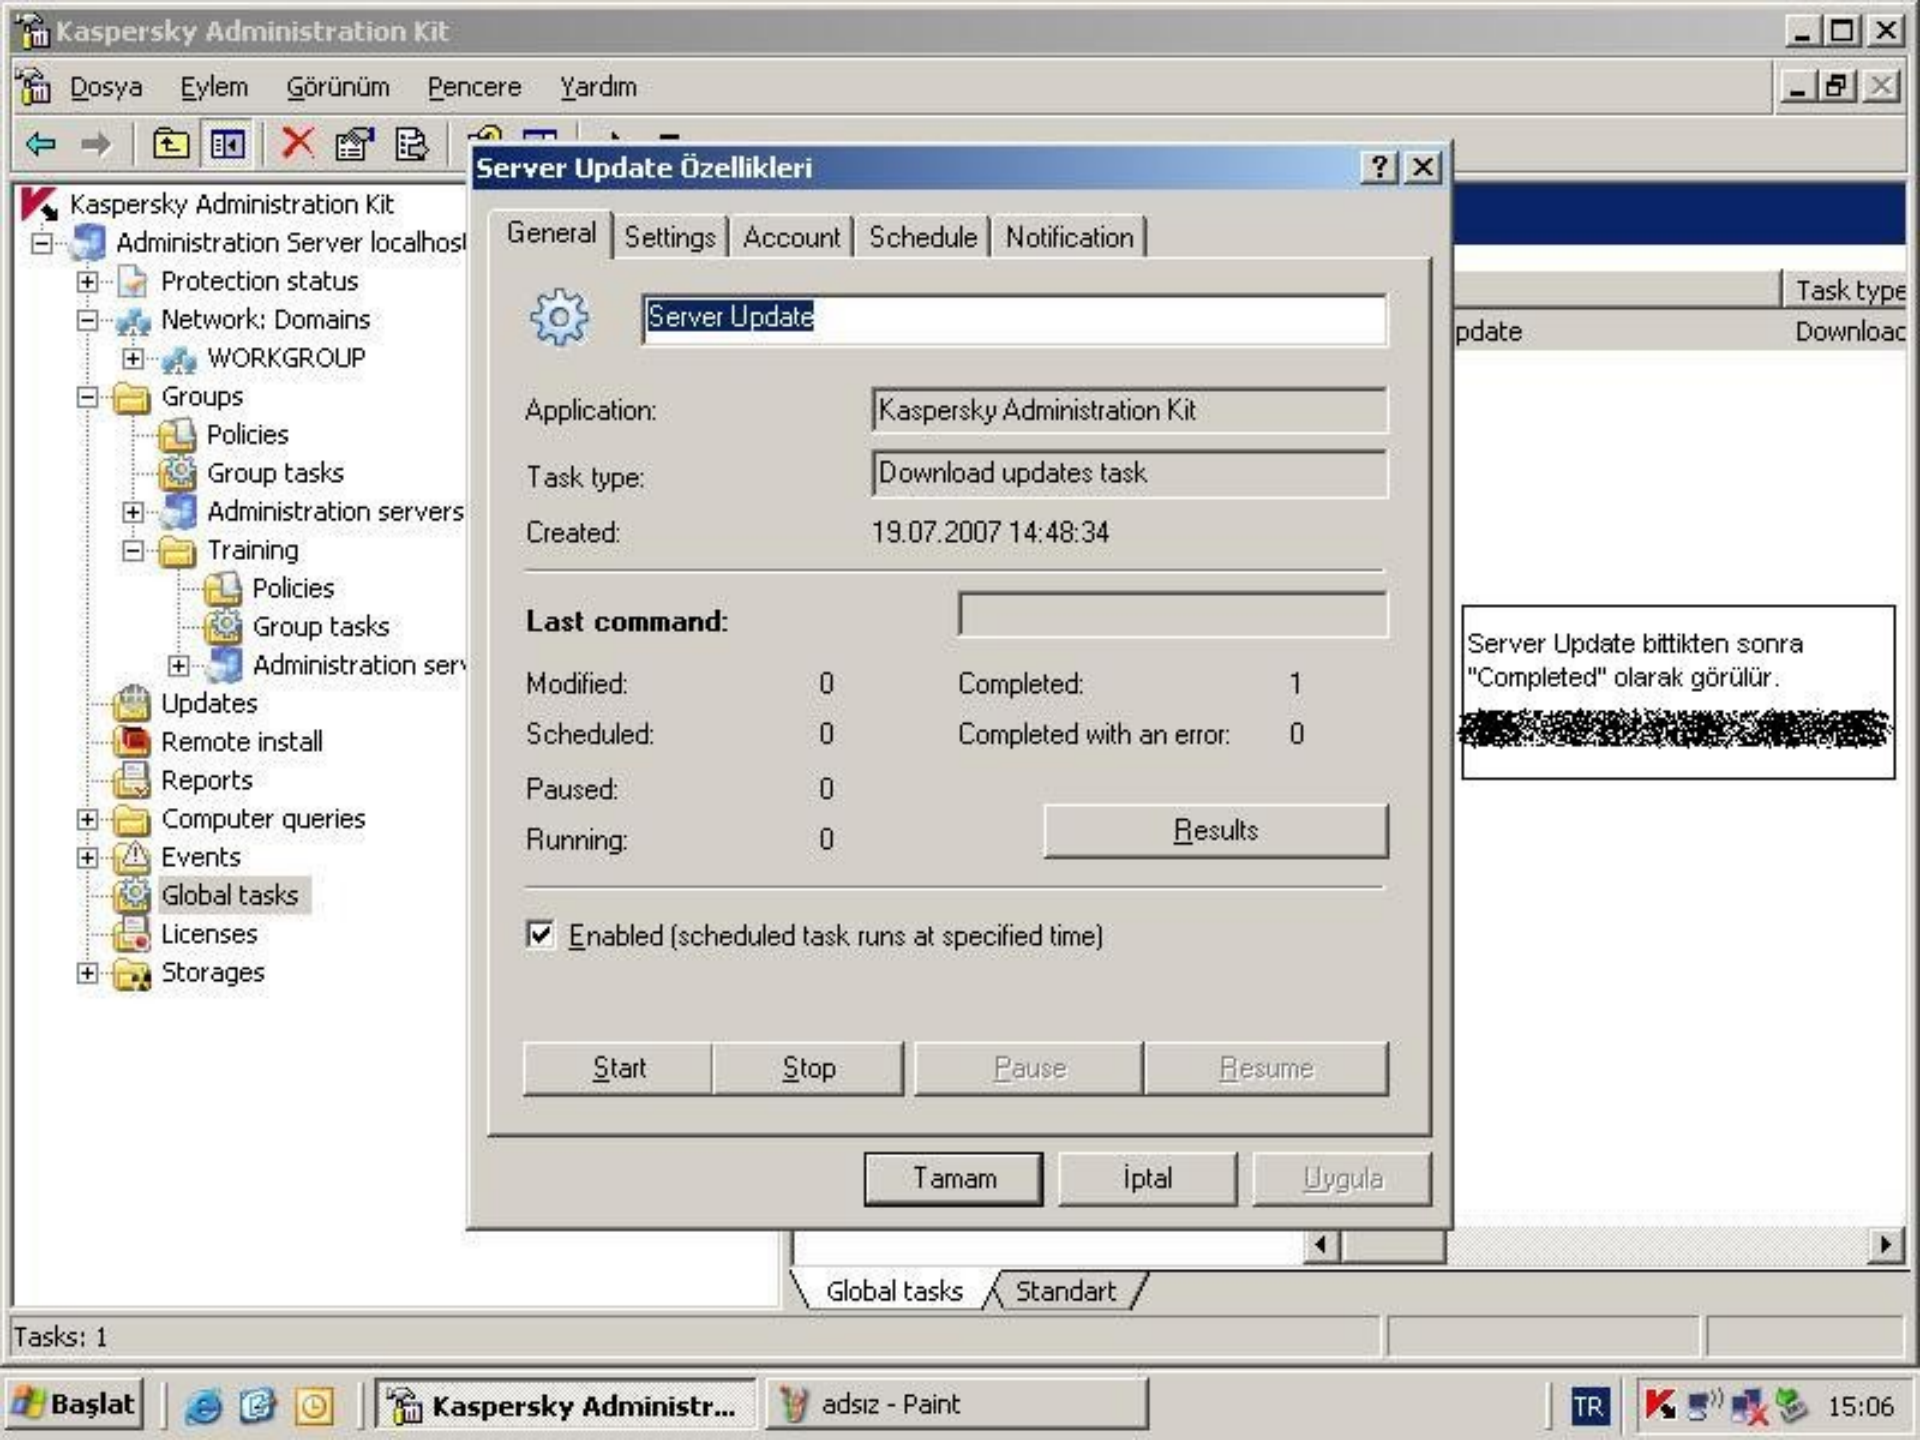 Kaspersky Administration Kit
Dosya Eylem Görünüm Pencere Yardım
Kaspersky Administration Kit
Administration Server localhost
Protection status
Network: Domains
WORKGROUP
Groups
Policies
Group tasks
Administration servers
Training
Policies
Group tasks
Administration serv
Updates
Remote install
Reports
Computer queries
Events
Global tasks
Licenses
Storages
Server Update Özellikleri
General Settings Account Schedule Notification
Server Update
Application: Kaspersky Administration Kit
Task type: Download updates task
Created: 19.07.2007 14:48:34
Last command:
Modified: 0 Completed: 1
Scheduled: 0 Completed with an error: 0
Paused: 0
Running: 0
Results
Enabled (scheduled task runs at specified time)
Start Stop Pause Resume
Tamam İptal Uygula
Task type
pdate Downloac
Server Update bittikten sonra
"Completed" olarak görülür.
Global tasks Standart
Tasks: 1
Başlat Kaspersky Administr... adsız - Paint TR 15:06